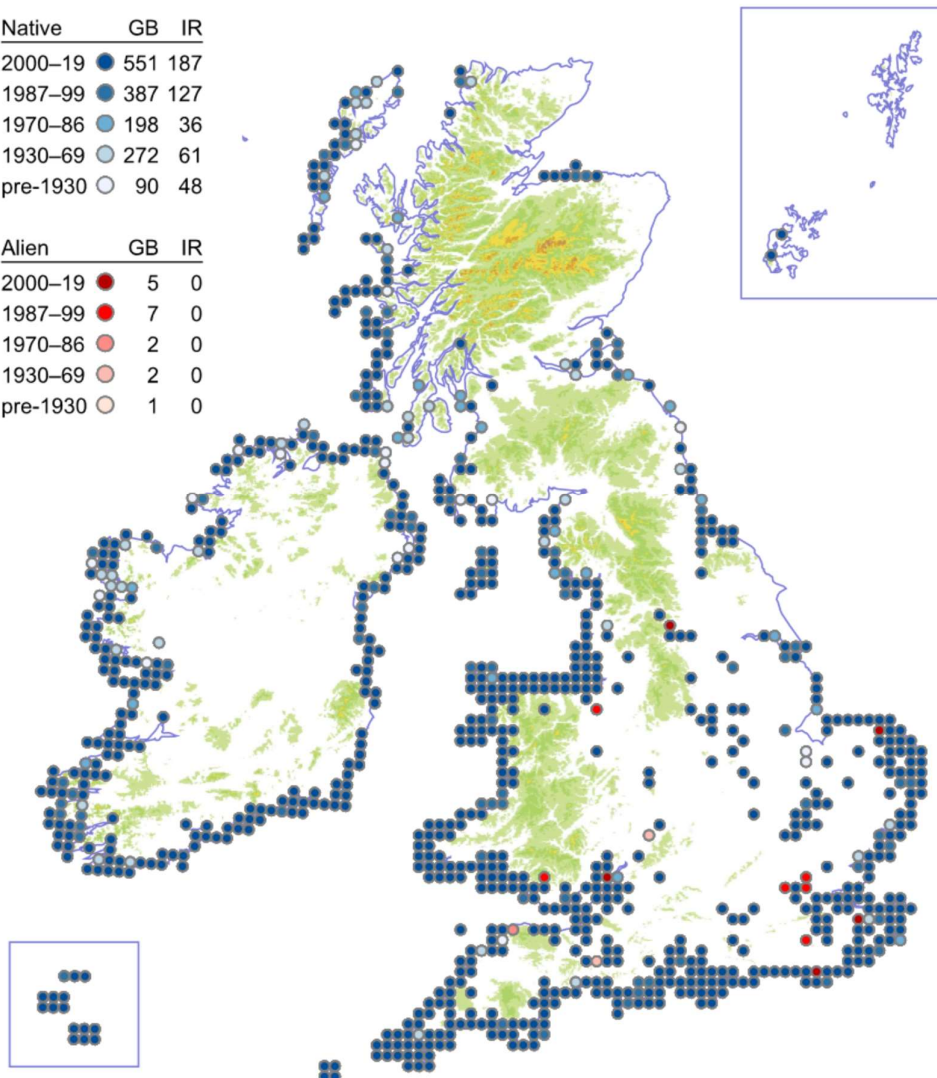 Native GB IR
2000–19 551 187
1987–99 387 127
1970–86 198 36
1930–69 272 61
pre-1930 90 48
Alien GB IR
2000–19 5 0
1987–99 7 0
1970–86 2 0
1930–69 2 0
pre-1930 1 0